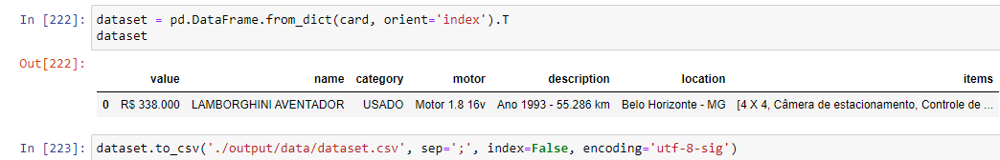 In [222]: dataset = pd.DataFrame.from_dict(card, orient='index').T
dataset
Out[222]:
value name category motor description location items
0 R$ 338.000 LAMBORGHINI AVENTADOR USADO Motor 1.8 16v Ano 1993 - 55.286 km Belo Horizonte - MG [4 X 4, Câmera de estacionamento, Controle de ...
In [223]: dataset.to_csv('./output/data/dataset.csv', sep=';', index=False, encoding='utf-8-sig')